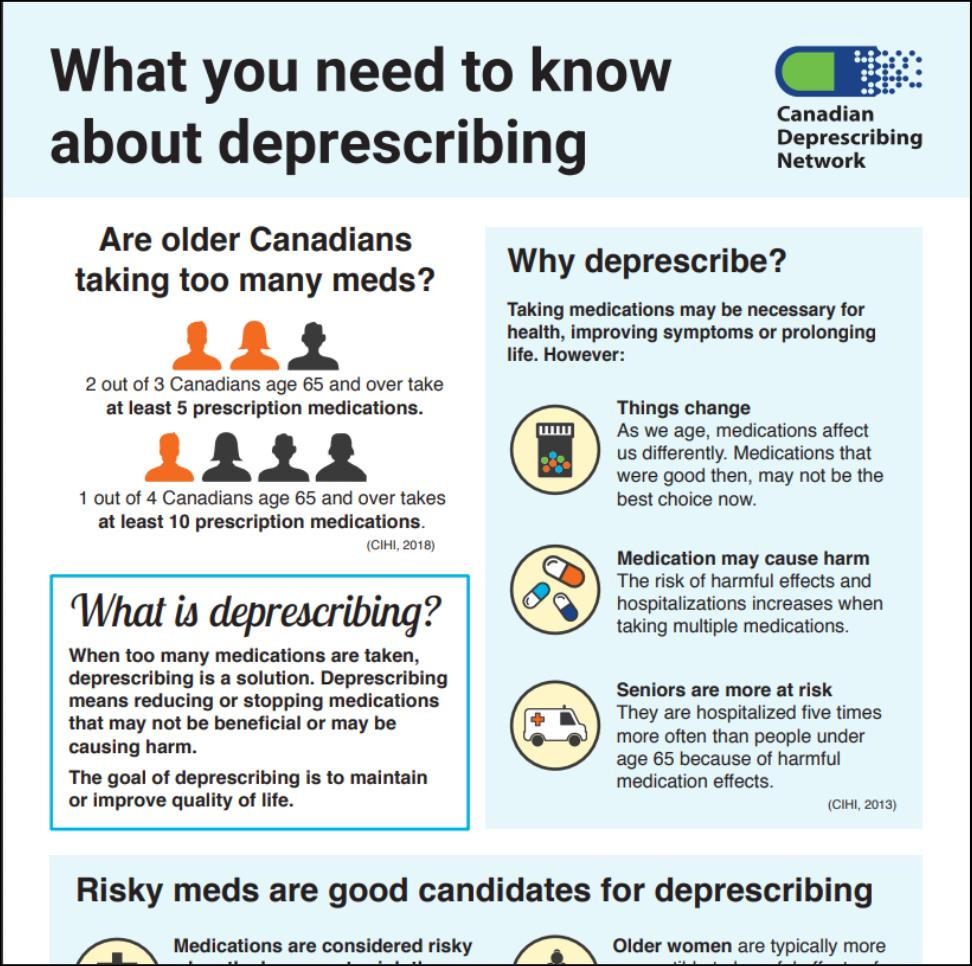 What you need to know
about deprescribing
Canadian
Deprescribing
Network
Are older Canadians
taking too many meds?
2 out of 3 Canadians age 65 and over take
at least 5 prescription medications.
1 out of 4 Canadians age 65 and over takes
at least 10 prescription medications.
(CIHI, 2018)
What is deprescribing?
When too many medications are taken,
deprescribing is a solution. Deprescribing
means reducing or stopping medications
that may not be beneficial or may be
causing harm.
The goal of deprescribing is to maintain
or improve quality of life.
Why deprescribe?
Taking medications may be necessary for
health, improving symptoms or prolonging
life. However:
Things change
As we age, medications affect
us differently. Medications that
were good then, may not be the
best choice now.
Medication may cause harm
The risk of harmful effects and
hospitalizations increases when
taking multiple medications.
Seniors are more at risk
They are hospitalized five times
more often than people under
age 65 because of harmful
medication effects.
(CIHI, 2013)
Risky meds are good candidates for deprescribing
Medications are considered risky
Older women are typically more